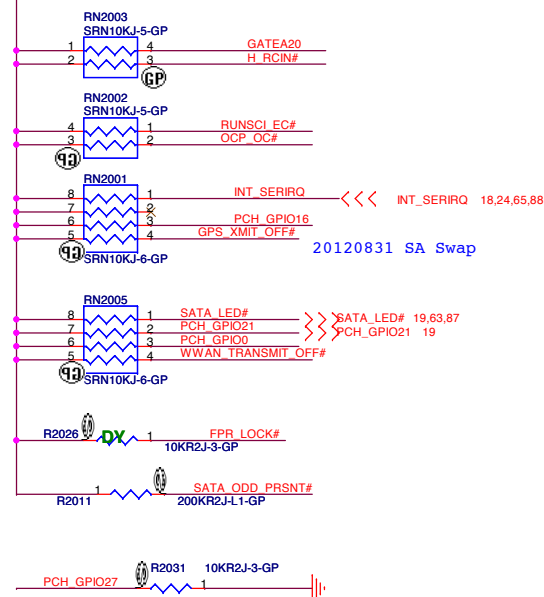 RN2003
SRN10KJ-5-GP
1 4 GATEA20
2 3 H_RCIN#
GP
RN2002
SRN10KJ-5-GP
4 1 RUNSCI_EC#
3 2 OCP_OC#
GP
RN2001
8 1 INT_SERIRQ INT_SERIRQ 18,24,65,88
7 2
6 3 PCH_GPIO16
5 4 GPS_XMIT_OFF#
GP
SRN10KJ-6-GP
20120831 SA Swap
RN2005
8 1 SATA_LED# SATA_LED# 19,63,87
7 2 PCH_GPIO21 PCH_GPIO21 19
6 3 PCH_GPIO0
5 4 WWAN_TRANSMIT_OFF#
GP
SRN10KJ-6-GP
R2026 DY 1 FPR_LOCK#
10KR2J-3-GP
1 SATA_ODD_PRSNT#
R2011 200KR2J-L1-GP
R2031 10KR2J-3-GP
PCH_GPIO27 1